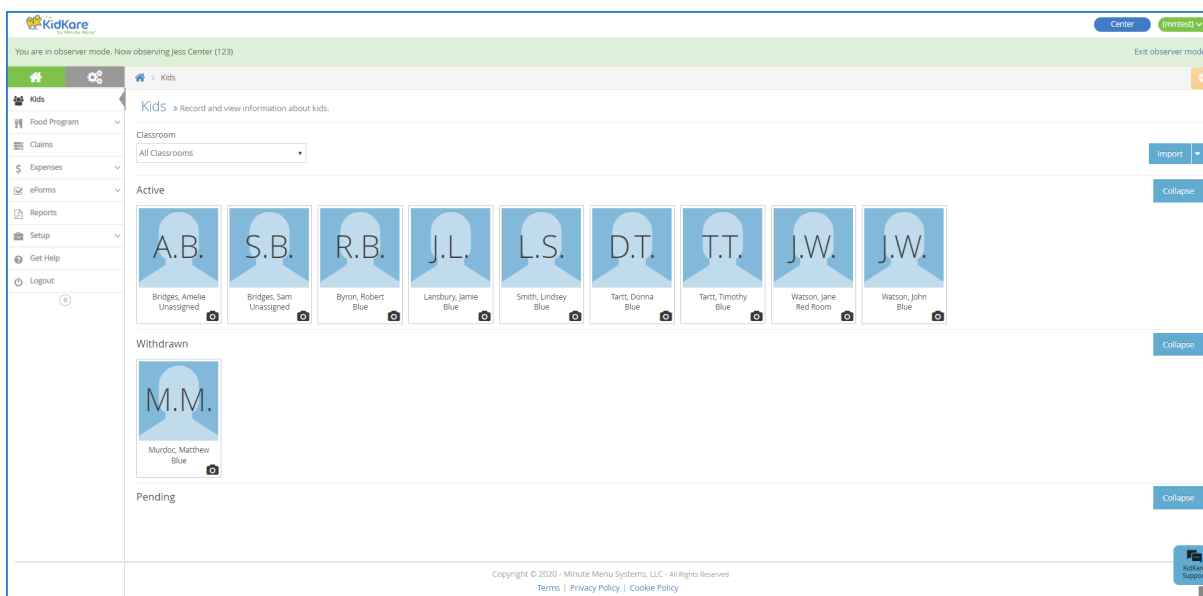 KidKare
by Minute Menu
Center
(mmtest)
You are in observer mode. Now observing Jess Center (123)
Exit observer mode
Kids
Kids
Kids » Record and view information about kids.
Food Program
Classroom
Claims
All Classrooms
Import
Expenses
eForms
Active
Collapse
Reports
Setup
Get Help
Logout
A.B.
S.B.
R.B.
J.L.
L.S.
D.T.
T.T.
J.W.
J.W.
Bridges, Amelie
Unassigned
Bridges, Sam
Unassigned
Byron, Robert
Blue
Lansbury, Jamie
Blue
Smith, Lindsey
Blue
Tartt, Donna
Blue
Tartt, Timothy
Blue
Watson, Jane
Red Room
Watson, John
Blue
Withdrawn
Collapse
M.M.
Murdoc, Matthew
Blue
Pending
Collapse
KidKare
Support
Copyright © 2020 - Minute Menu Systems, LLC - All Rights Reserved
Terms | Privacy Policy | Cookie Policy